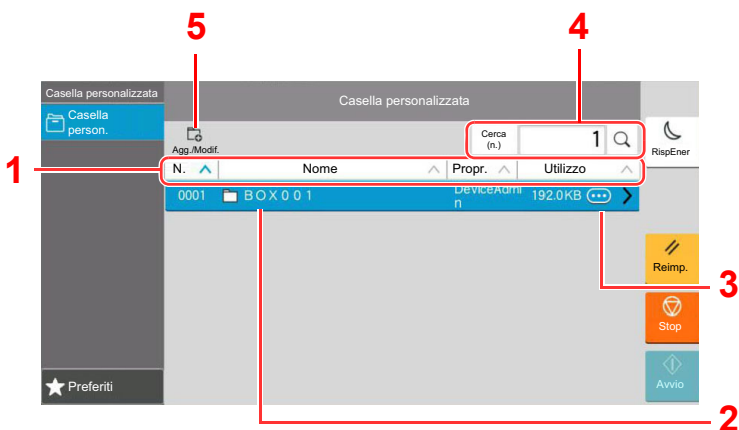 5
4
Casella personalizzata
Casella personalizzata
Casella
person.
Agg./Modif.
Cerca
(n.)
1
RispEner
1
N.
Nome
Propr.
Utilizzo
0001
BOX001
DeviceAdmi
n
192.0KB
Reimp.
3
Stop
Preferiti
Avvio
2